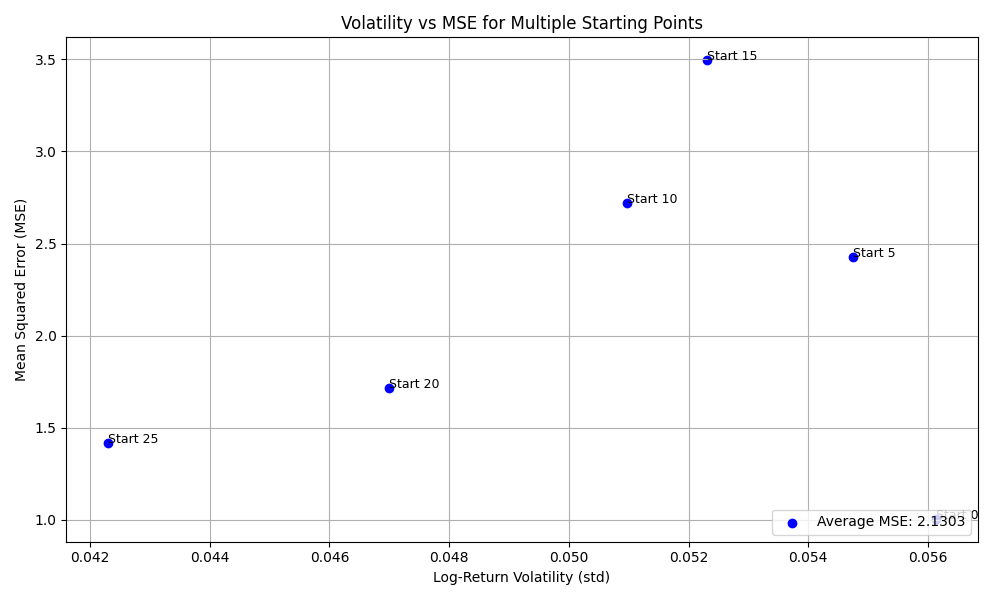 Volatility vs MSE for Multiple Starting Points
3.5
3.0
2.5
2.0
1.5
1.0
Mean Squared Error (MSE)
Start 15
Start 10
Start 5
Start 20
Start 25
Start 0
Average MSE: 2.1303
0.042 0.044 0.046 0.048 0.050 0.052 0.054 0.056
Log-Return Volatility (std)